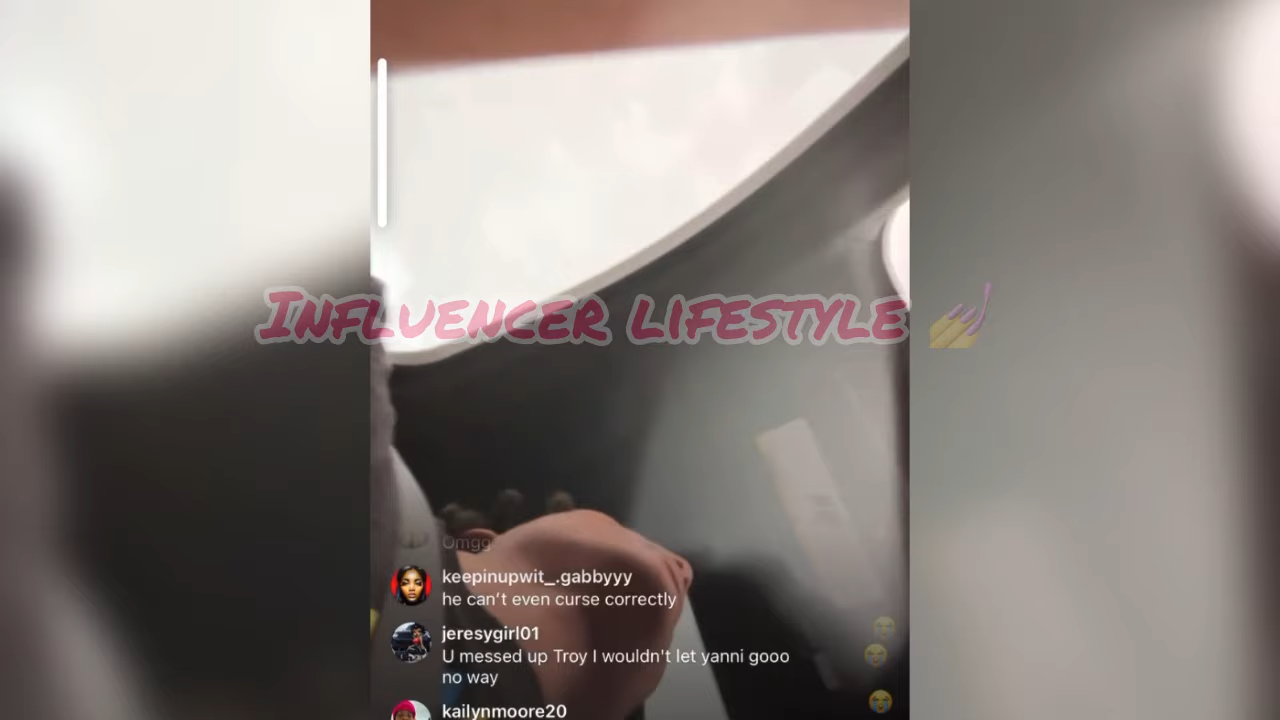 INFLUENCER LIFESTYLE 💅
Omgg
keepinupwit_.gabbyyy
he can't even curse correctly
jeresygirl01
U messed up Troy I wouldn't let yanni gooo
no way
kailynmoore20